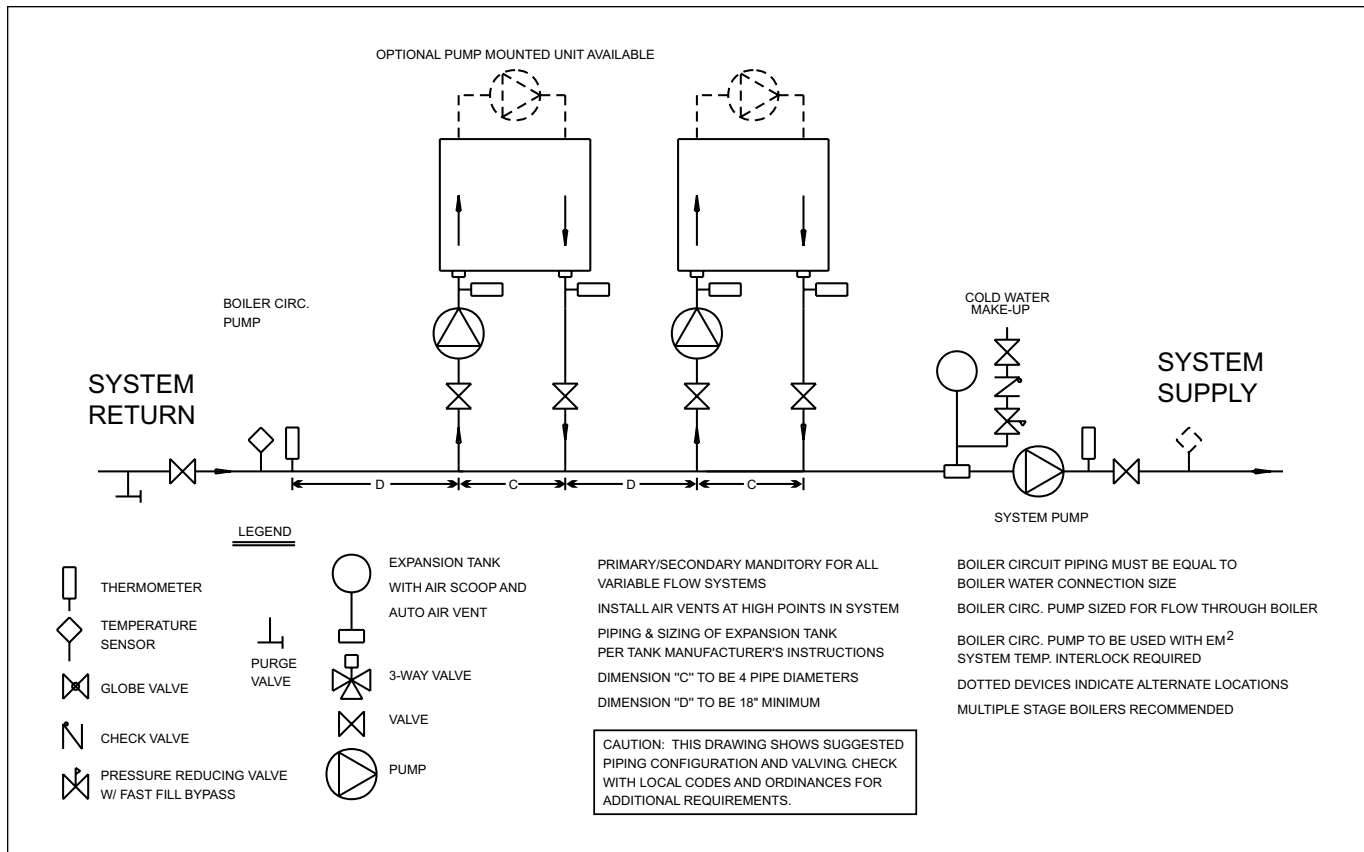 OPTIONAL PUMP MOUNTED UNIT AVAILABLE
BOILER CIRC.
PUMP
COLD WATER
MAKE-UP
SYSTEM
RETURN
SYSTEM
SUPPLY
D
C
D
C
SYSTEM PUMP
LEGEND
THERMOMETER
TEMPERATURE
SENSOR
GLOBE VALVE
CHECK VALVE
PRESSURE REDUCING VALVE
W/ FAST FILL BYPASS
PURGE
VALVE
EXPANSION TANK
WITH AIR SCOOP AND
AUTO AIR VENT
3-WAY VALVE
VALVE
PUMP
PRIMARY/SECONDARY MANDITORY FOR ALL
VARIABLE FLOW SYSTEMS
INSTALL AIR VENTS AT HIGH POINTS IN SYSTEM
PIPING & SIZING OF EXPANSION TANK
PER TANK MANUFACTURER'S INSTRUCTIONS
DIMENSION "C" TO BE 4 PIPE DIAMETERS
DIMENSION "D" TO BE 18" MINIMUM
CAUTION: THIS DRAWING SHOWS SUGGESTED
PIPING CONFIGURATION AND VALVING. CHECK
WITH LOCAL CODES AND ORDINANCES FOR
ADDITIONAL REQUIREMENTS.
BOILER CIRCUIT PIPING MUST BE EQUAL TO
BOILER WATER CONNECTION SIZE
BOILER CIRC. PUMP SIZED FOR FLOW THROUGH BOILER
BOILER CIRC. PUMP TO BE USED WITH EM²
SYSTEM TEMP. INTERLOCK REQUIRED
DOTTED DEVICES INDICATE ALTERNATE LOCATIONS
MULTIPLE STAGE BOILERS RECOMMENDED